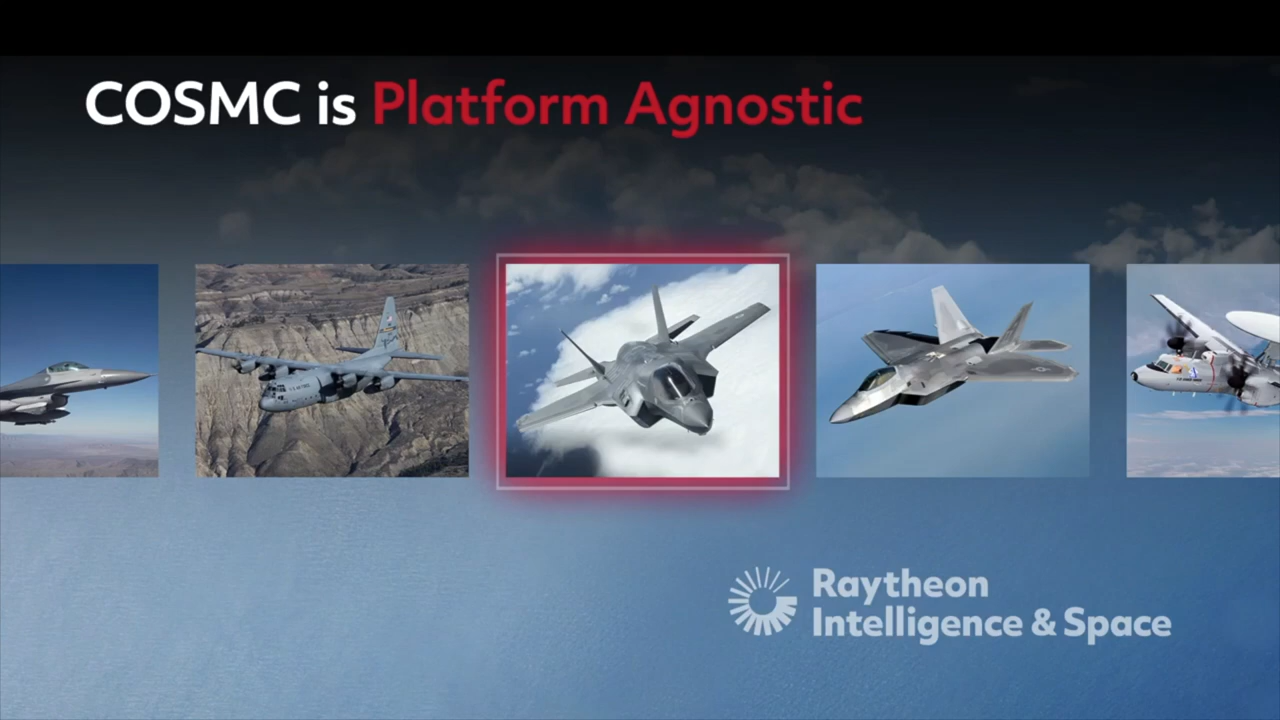 COSMC is Platform Agnostic
Raytheon
Intelligence & Space